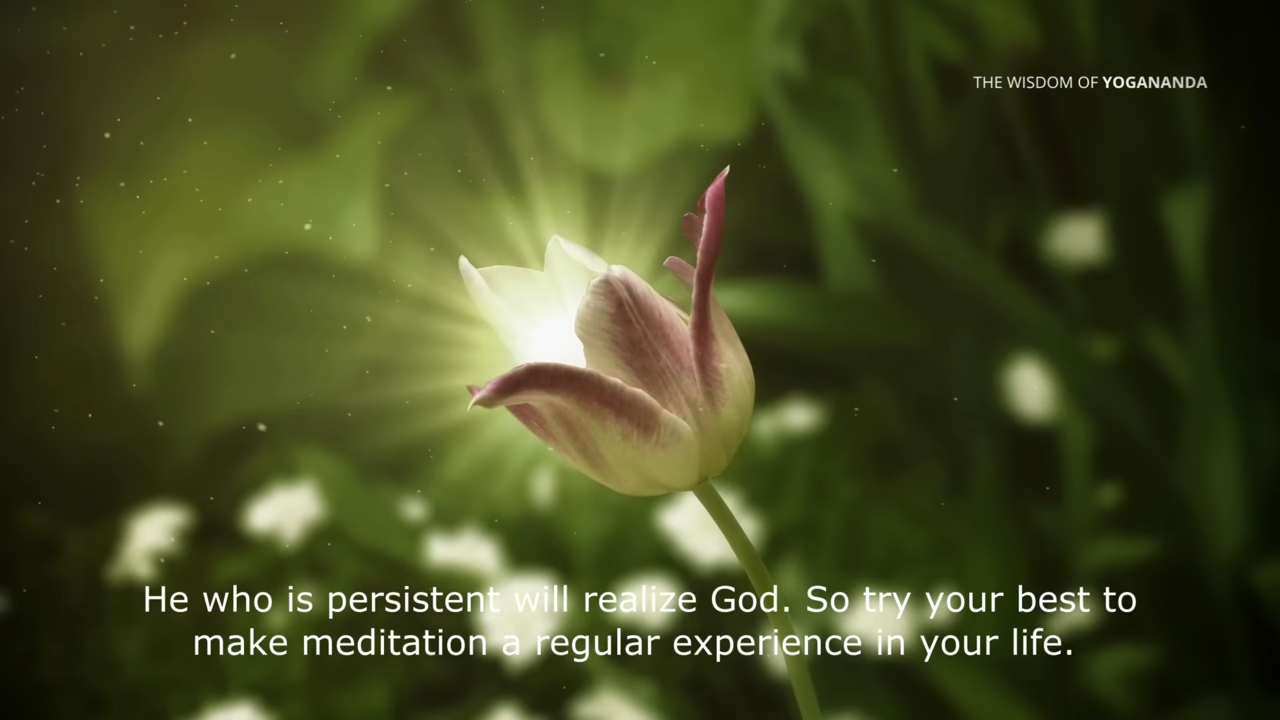 THE WISDOM OF YOGANANDA
He who is persistent will realize God. So try your best to
make meditation a regular experience in your life.